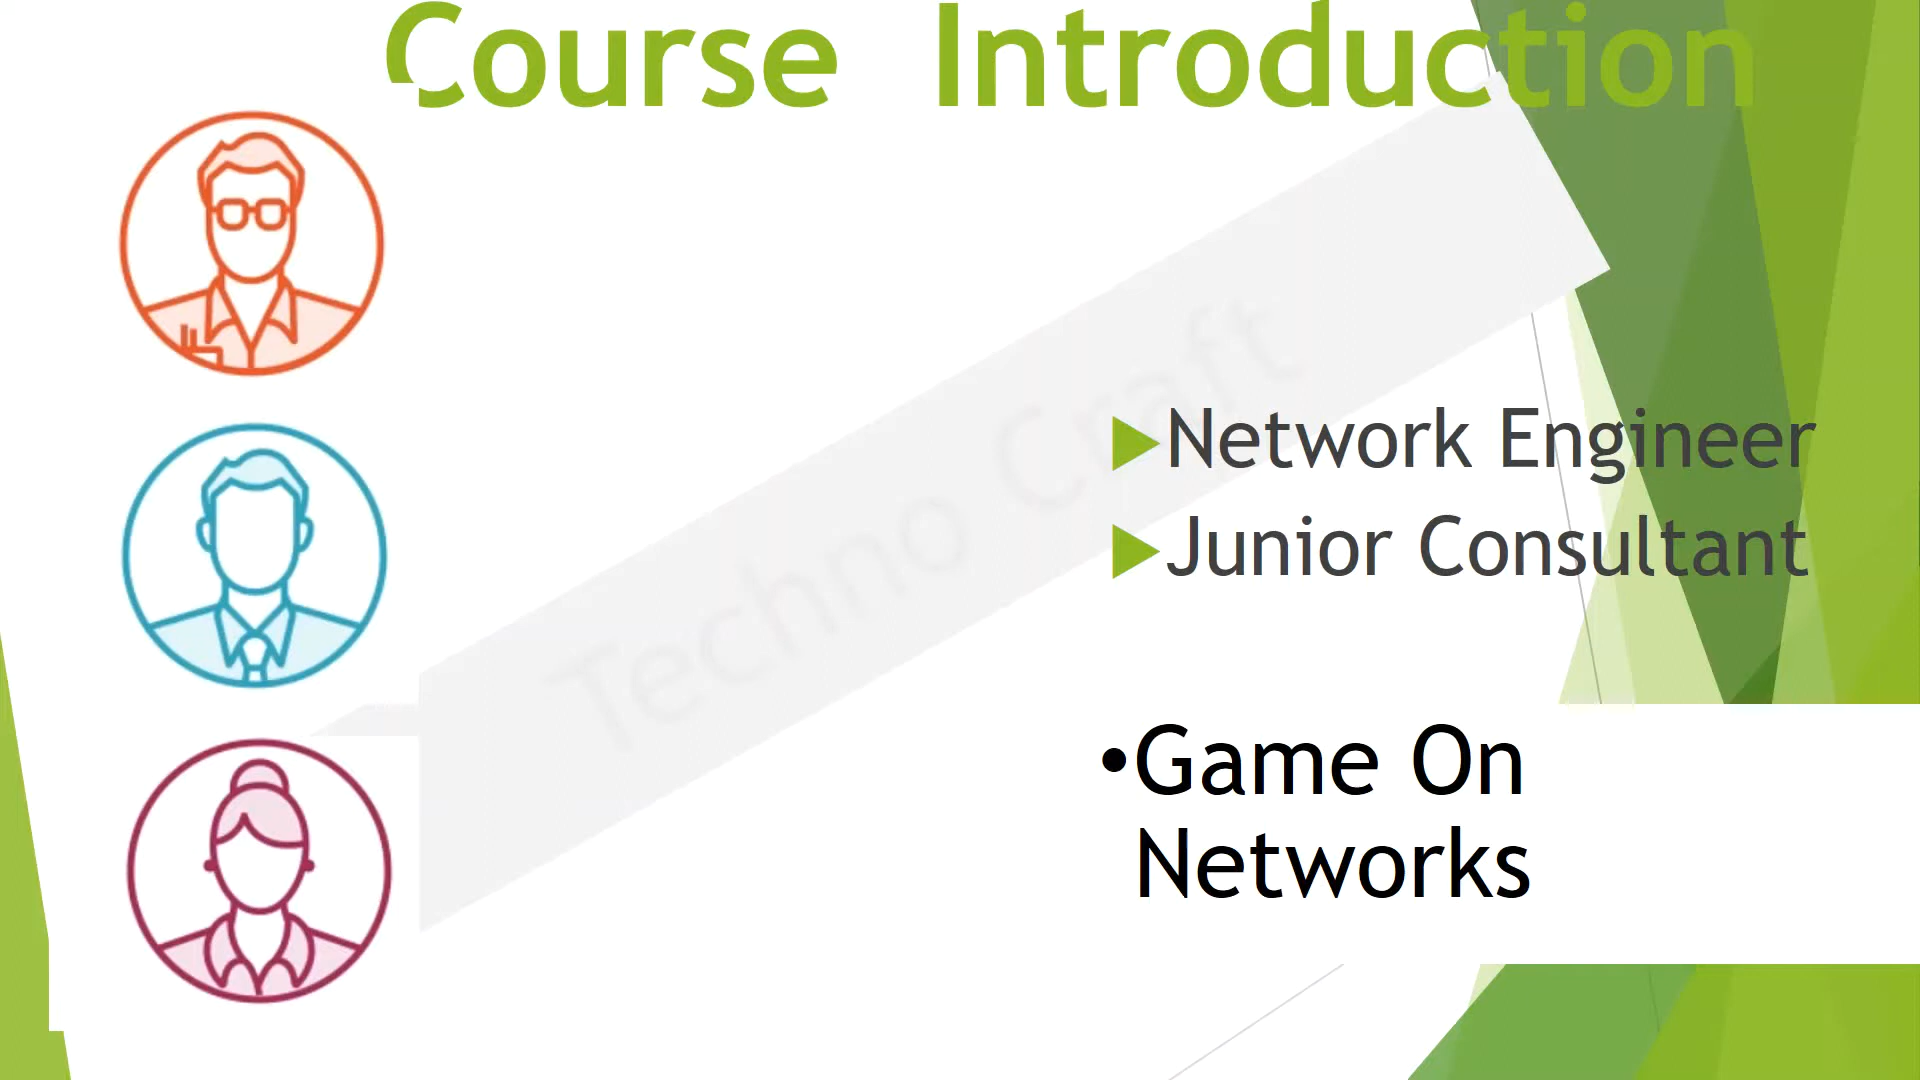 Course Introduction
Techno Craft
Network Engineer
Junior Consultant
•Game On
Networks